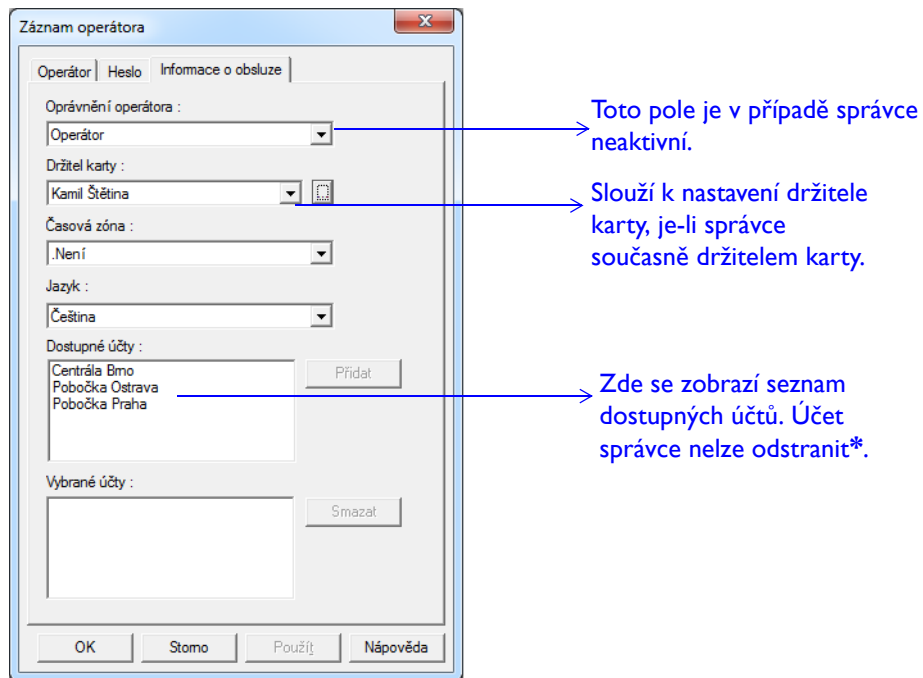 Záznam operátora
Operátor Heslo Informace o obsluze
Oprávnění operátora :
Operátor
Toto pole je v případě správce
neaktivní.
Držitel karty :
Kamil Štětina
Slouží k nastavení držitele
karty, je-li správce
současně držitelem karty.
Časová zóna :
.Není
Jazyk :
Čeština
Dostupné účty :
Centrála Brno
Pobočka Ostrava
Pobočka Praha
Přidat
Zde se zobrazí seznam
dostupných účtů. Účet
správce nelze odstranit*.
Vybrané účty :
Smazat
OK Storno Použít Nápověda